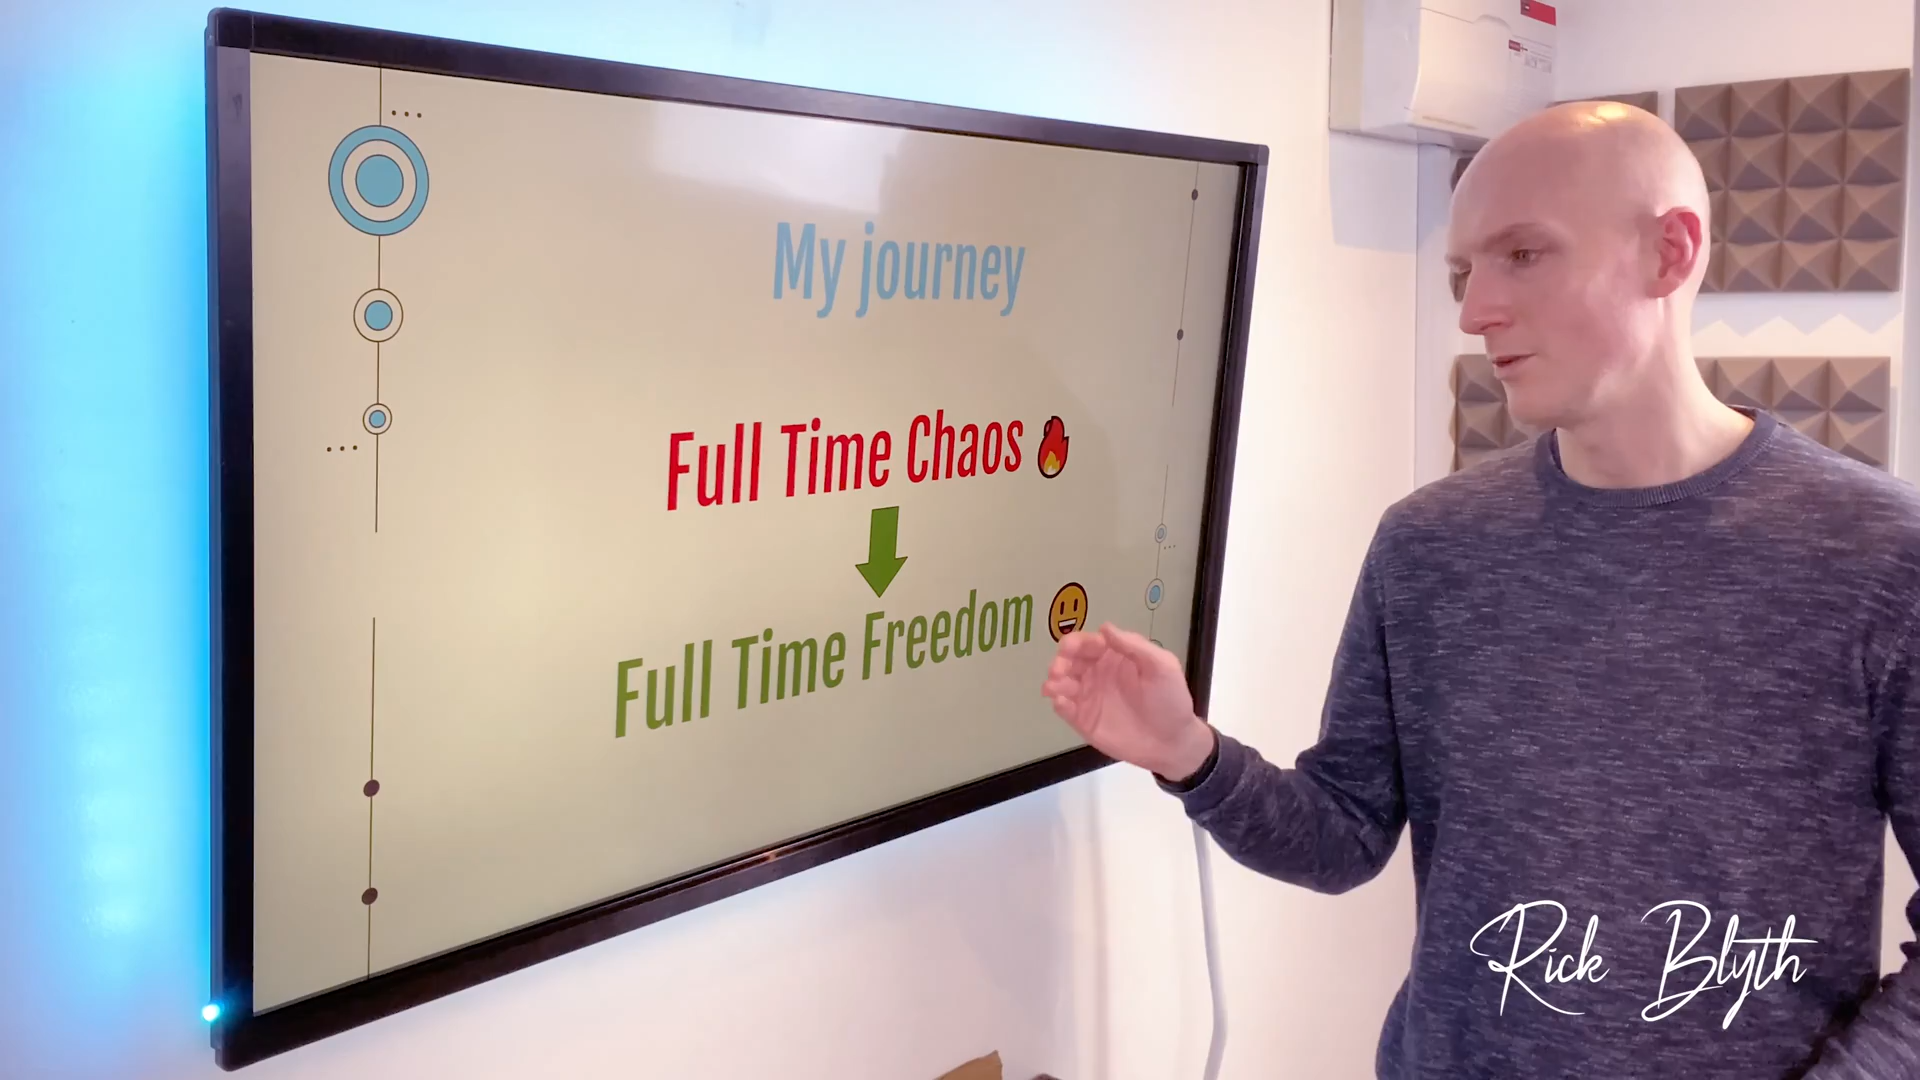 My journey
Full Time Chaos 🔥
Full Time Freedom 😃
Rick Blyth